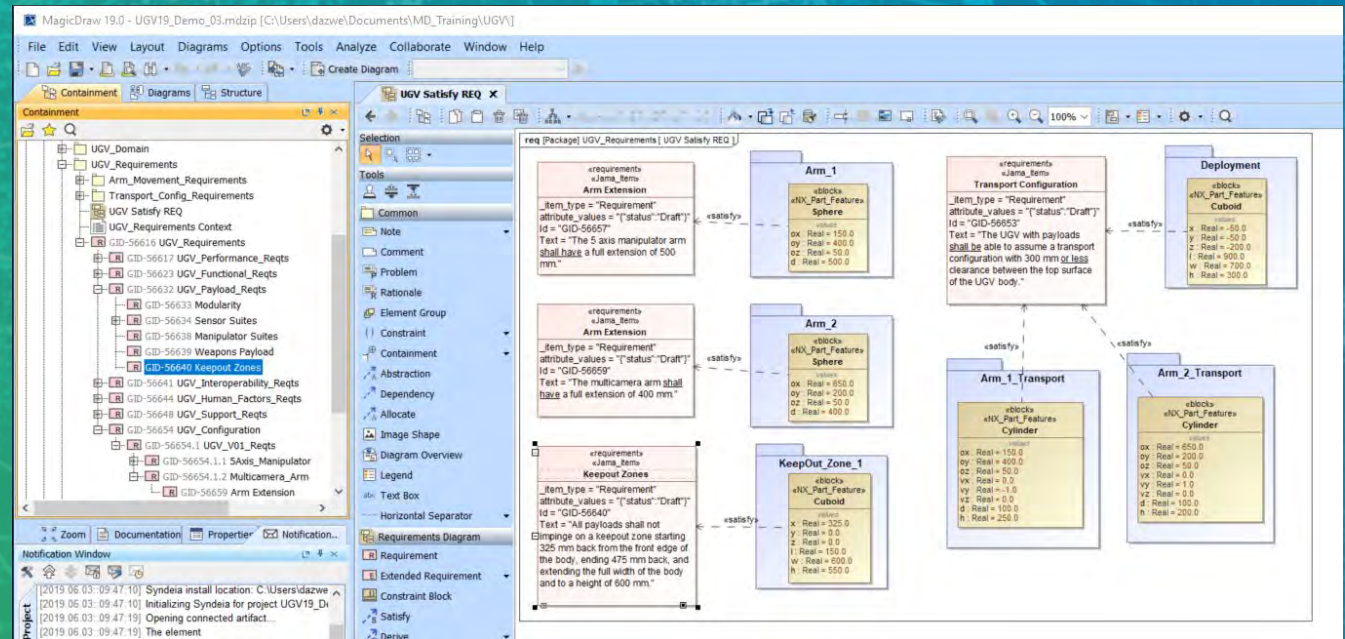 MagicDraw 19.0 - UGV19_Demo_03.mdzip [C:\Users\dazwe\Documents\MD_Training\UGV\]
File Edit View Layout Diagrams Options Tools Analyze Collaborate Window Help
Create Diagram
Containment Diagrams Structure
Containment
UGV_Domain
UGV_Requirements
Arm_Movement_Requirements
Transport_Config_Requirements
UGV Satisfy REQ
UGV_Requirements Context
R GID-56616 UGV_Requirements
R GID-56617 UGV_Performance_Reqts
R GID-56623 UGV_Functional_Reqts
R GID-56632 UGV_Payload_Reqts
R GID-56633 Modularity
R GID-56634 Sensor Suites
R GID-56638 Manipulator Suites
R GID-56639 Weapons Payload
R GID-56640 Keepout Zones
R GID-56641 UGV_Interoperability_Reqts
R GID-56644 UGV_Human_Factors_Reqts
R GID-56648 UGV_Support_Reqts
R GID-56654 UGV_Configuration
R GID-56654.1 UGV_V01_Reqts
R GID-56654.1.1 5Axis_Manipulator
R GID-56654.1.2 Multicamera_Arm
R GID-56659 Arm Extension
Zoom Documentation Properties Notification..
Notification Window
Project
[2019.06.03::09:47:10] Syndeia install location: C:\Users\dazwe
[2019.06.03::09:47:10] Initializing Syndeia for project UGV19_De
[2019.06.03::09:47:19] Opening connected artifact...
[2019.06.03::09:47:19] The element
UGV Satisfy REQ
100%
Selection
Tools
Common
Note
Comment
Problem
Rationale
Element Group
Constraint
Containment
Abstraction
Dependency
Allocate
Image Shape
Diagram Overview
Legend
Text Box
Horizontal Separator
Requirements Diagram
Requirement
Extended Requirement
Constraint Block
Satisfy
Derive
req [Package] UGV_Requirements [ UGV Satisfy REQ ]
«requirement»
«Jama_Item»
Arm Extension
_item_type = "Requirement"
attribute_values = "{"status":"Draft"}"
Id = "GID-56657"
Text = "The 5 axis manipulator arm
shall have a full extension of 500
mm."
«satisfy»
Arm_1
«block»
«NX_Part_Feature»
Sphere
values
ox : Real = 150.0
oy : Real = 400.0
oz : Real = 50.0
d : Real = 500.0
«requirement»
«Jama_Item»
Arm Extension
_item_type = "Requirement"
attribute_values = "{"status":"Draft"}"
Id = "GID-56659"
Text = "The multicamera arm shall
have a full extension of 400 mm."
«satisfy»
Arm_2
«block»
«NX_Part_Feature»
Sphere
values
ox : Real = 650.0
oy : Real = 200.0
oz : Real = 50.0
d : Real = 400.0
«requirement»
«Jama_Item»
Keepout Zones
_item_type = "Requirement"
attribute_values = "{"status":"Draft"}"
Id = "GID-56640"
Text = "All payloads shall not
impinge on a keepout zone starting
325 mm back from the front edge of
the body, ending 475 mm back, and
extending the full width of the body
and to a height of 600 mm."
«satisfy»
KeepOut_Zone_1
«block»
«NX_Part_Feature»
Cuboid
values
x : Real = 325.0
y : Real = 0.0
z : Real = 0.0
l : Real = 150.0
w : Real = 600.0
h : Real = 550.0
«requirement»
«Jama_Item»
Transport Configuration
_item_type = "Requirement"
attribute_values = "{"status":"Draft"}"
Id = "GID-56653"
Text = "The UGV with payloads
shall be able to assume a transport
configuration with 300 mm or less
clearance between the top surface
of the UGV body."
«satisfy»
Deployment
«block»
«NX_Part_Feature»
Cuboid
values
x : Real = -50.0
y : Real = -50.0
z : Real = -200.0
l : Real = 900.0
w : Real = 700.0
h : Real = 300.0
«satisfy»
«satisfy»
Arm_1_Transport
«block»
«NX_Part_Feature»
Cylinder
values
ox : Real = 150.0
oy : Real = 400.0
oz : Real = 50.0
vx : Real = 0.0
vy : Real = -1.0
vz : Real = 0.0
d : Real = 100.0
h : Real = 250.0
Arm_2_Transport
«block»
«NX_Part_Feature»
Cylinder
values
ox : Real = 650.0
oy : Real = 200.0
oz : Real = 50.0
vx : Real = 0.0
vy : Real = 1.0
vz : Real = 0.0
d : Real = 100.0
h : Real = 200.0